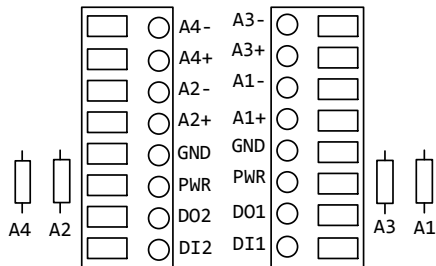 A4- A3-
A4+ A3+
A2- A1-
A2+ A1+
GND GND
PWR PWR
A4 A2 DO2 DO1 A3 A1
DI2 DI1